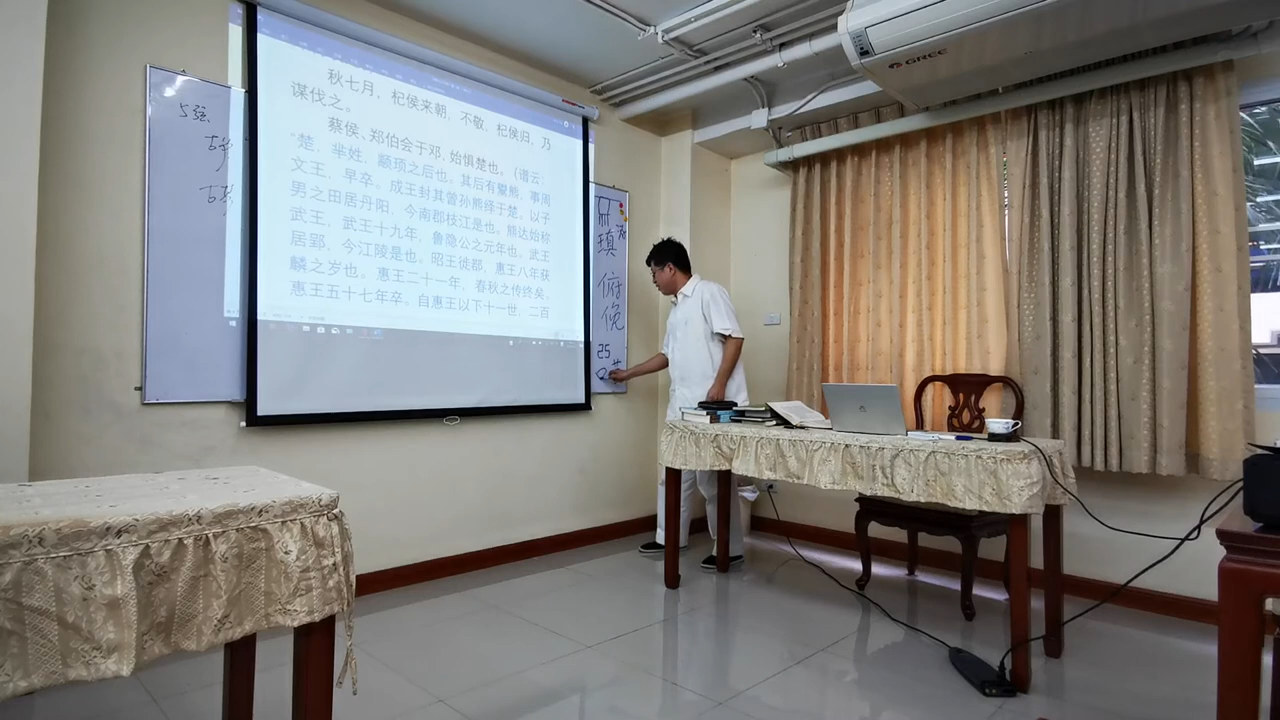 5强
秋七月，杞侯来朝，不敬，杞侯归，乃
谋伐之。
蔡侯、郑伯会于邓，始惧楚也。（谱云：
“楚，芈姓，颛顼之后也。其后有鬻熊，事周
文王，早卒。成王封其曾孙熊绎于楚，以子
男之田居丹阳，今南郡枝江是也。熊达始称
武王，武王十九年，鲁隐公之元年也。武王
居郢，今江陵是也。昭王徙鄀，惠王八年获
麟之岁也。惠王二十一年，春秋之传终矣，
惠王五十七年卒。自惠王以下十一世，二百
瑱
俯
俛
25
GREE